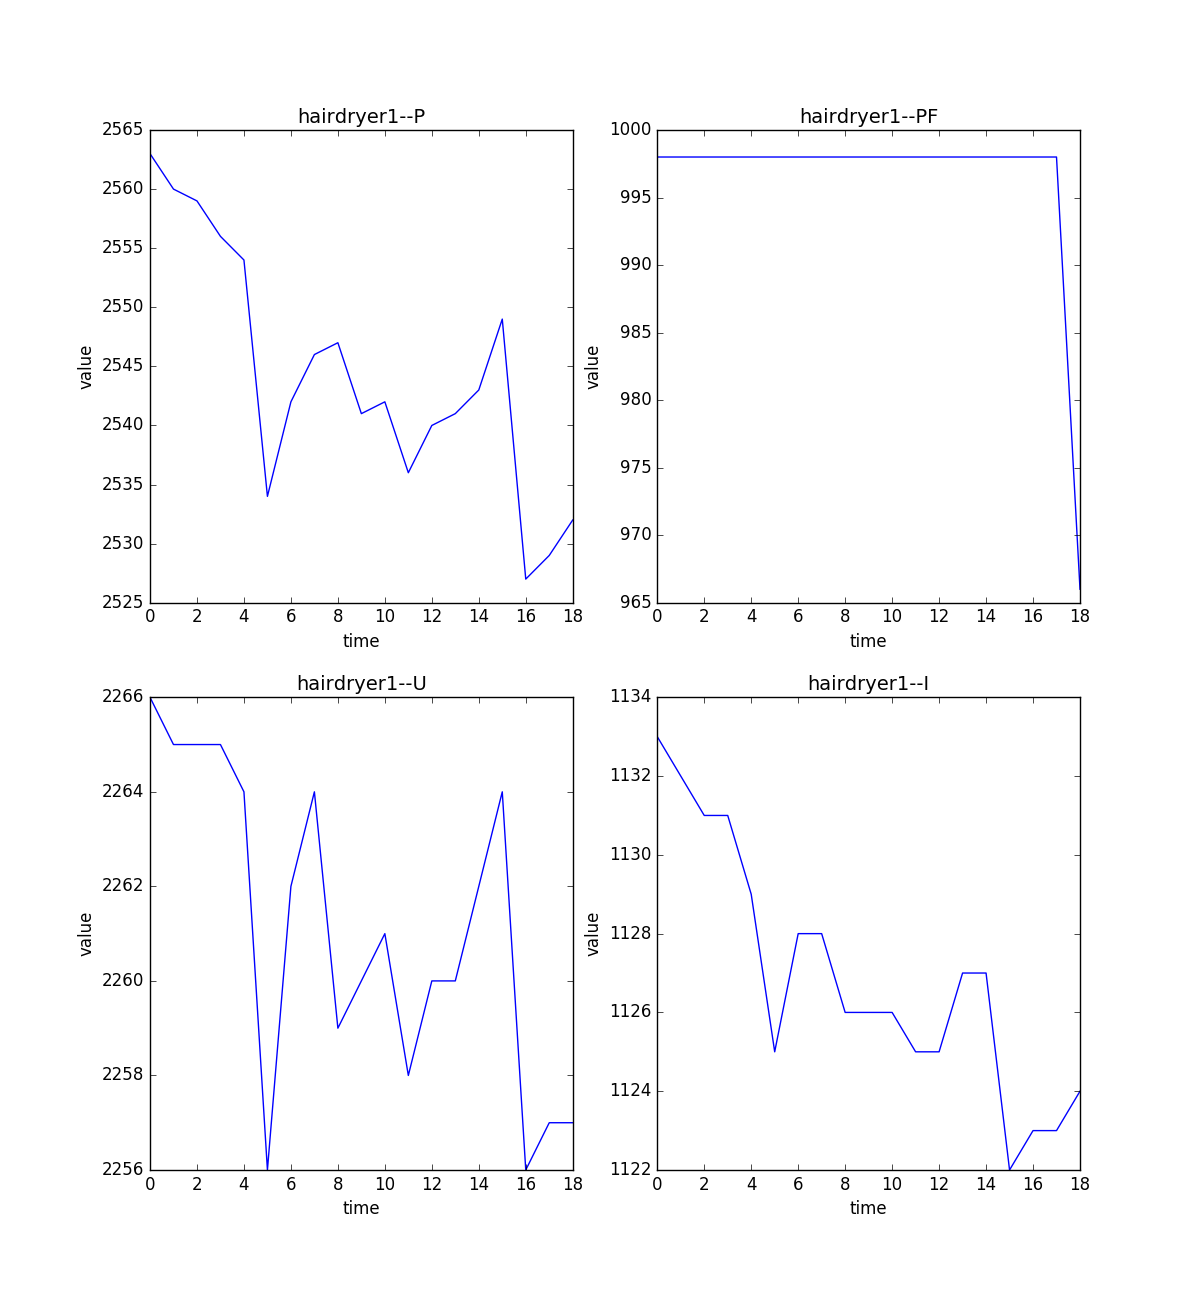 hairdryer1--P
2565
2560
2555
2550
2545
2540
2535
2530
2525
value
0 2 4 6 8 10 12 14 16 18
time
hairdryer1--PF
1000
995
990
985
980
975
970
965
value
0 2 4 6 8 10 12 14 16 18
time
hairdryer1--U
2266
2264
2262
2260
2258
2256
value
0 2 4 6 8 10 12 14 16 18
time
hairdryer1--I
1134
1132
1130
1128
1126
1124
1122
value
0 2 4 6 8 10 12 14 16 18
time